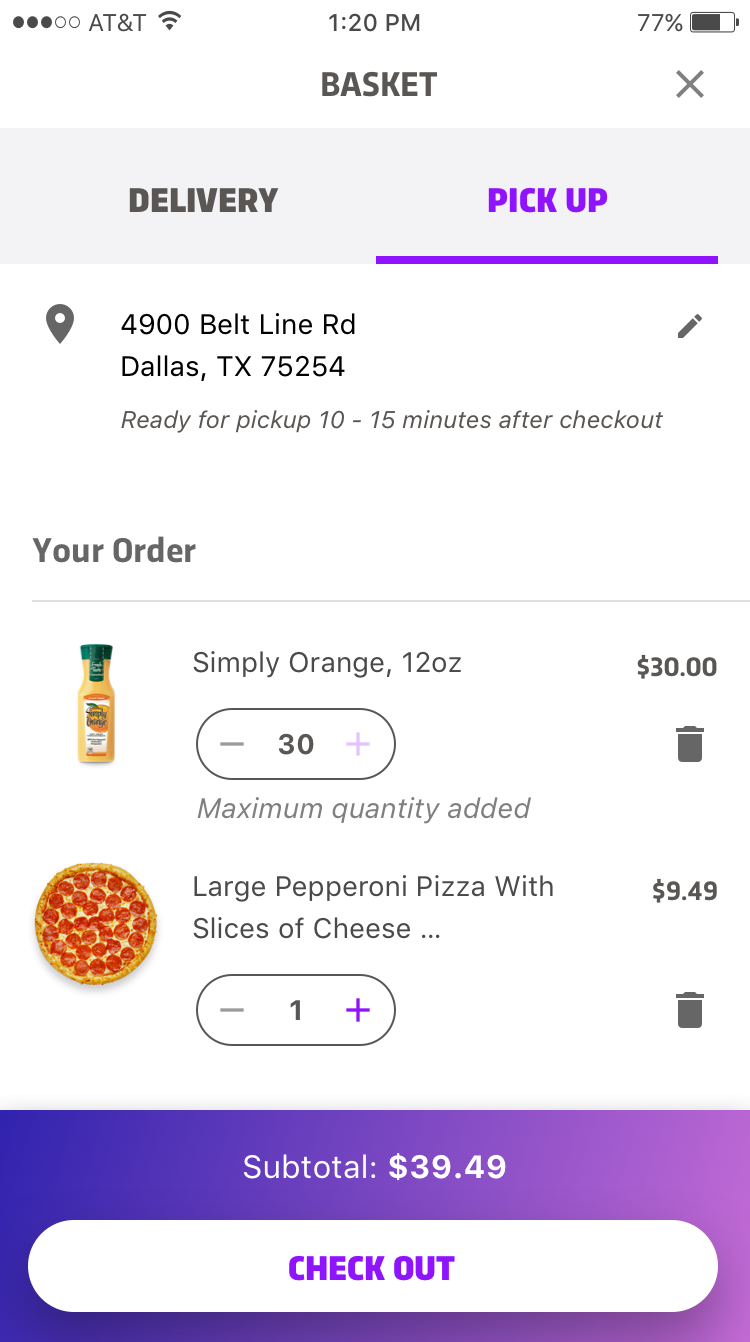 AT&T 1:20 PM 77%
BASKET
DELIVERY PICK UP
4900 Belt Line Rd
Dallas, TX 75254
Ready for pickup 10 - 15 minutes after checkout
Your Order
Simply Orange, 12oz $30.00
Simply
Orange
30
Maximum quantity added
Large Pepperoni Pizza With $9.49
Slices of Cheese ...
1
Subtotal: $39.49
CHECK OUT